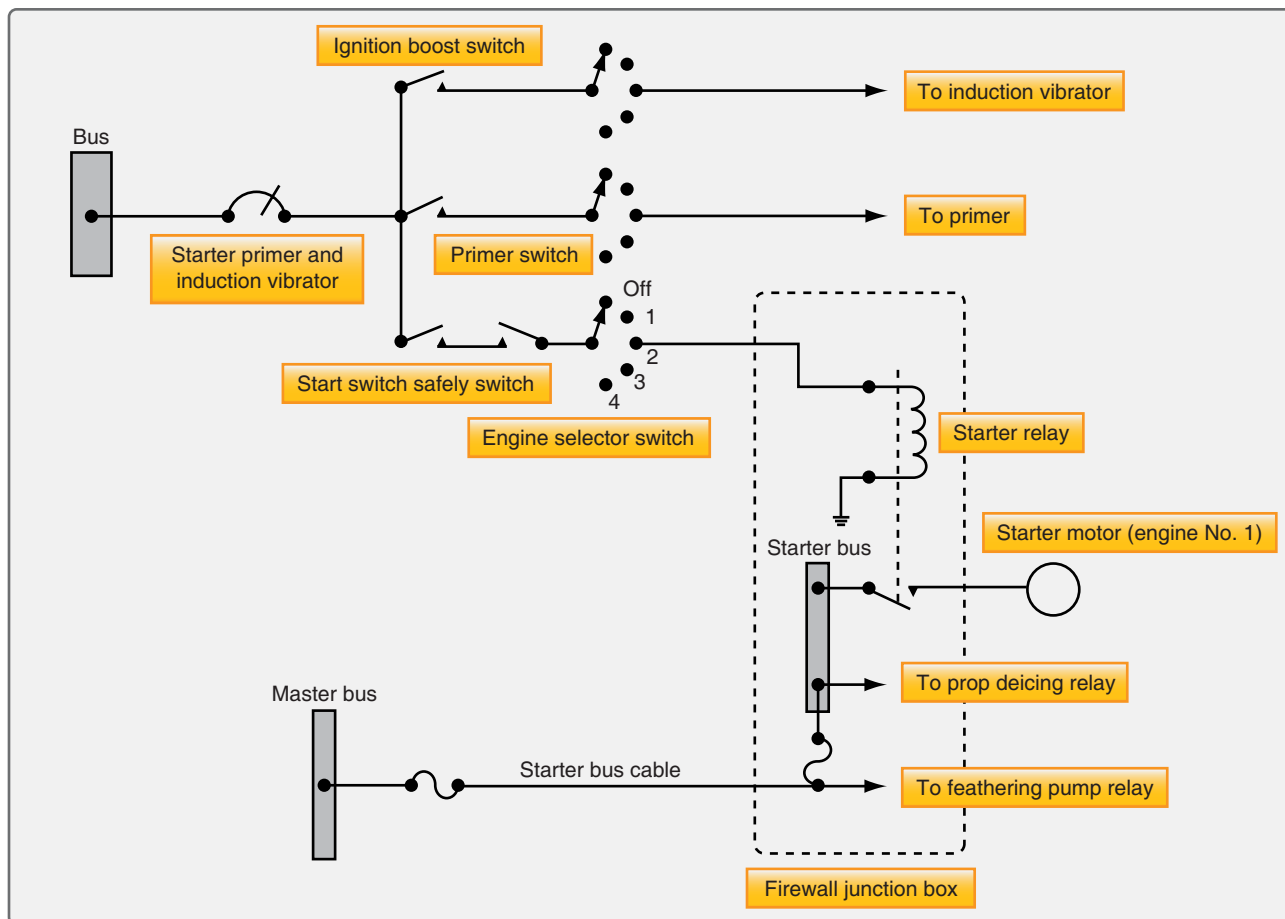 Ignition boost switch
To induction vibrator
Bus
Starter primer and
induction vibrator
Primer switch
To primer
Off
1
2
3
4
Start switch safely switch
Engine selector switch
Starter relay
Starter bus
Starter motor (engine No. 1)
To prop deicing relay
Master bus
Starter bus cable
To feathering pump relay
Firewall junction box